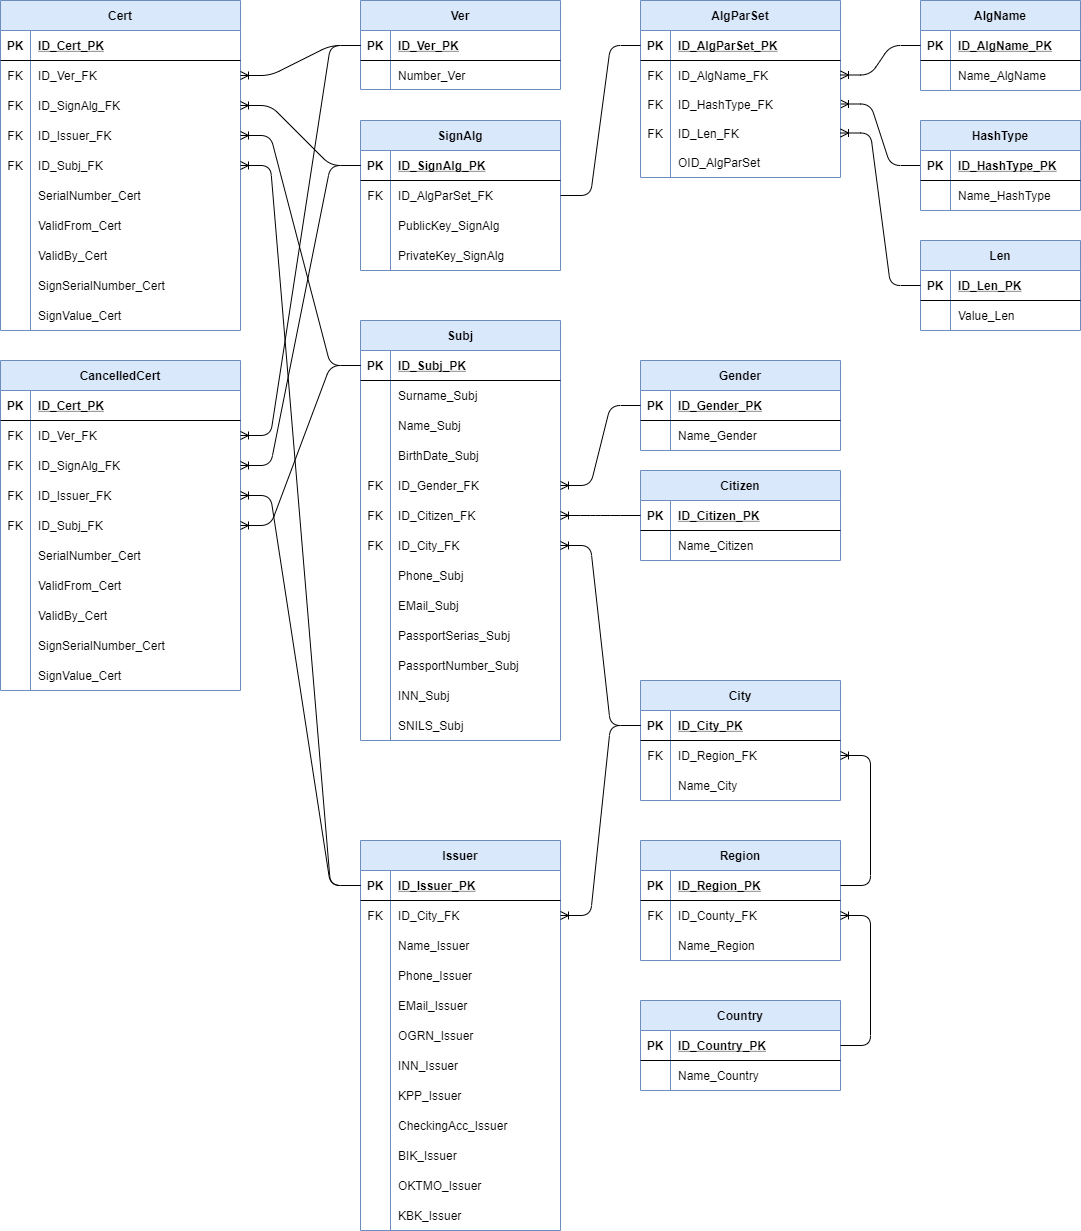 Cert
PK ID_Cert_PK
FK ID_Ver_FK
FK ID_SignAlg_FK
FK ID_Issuer_FK
FK ID_Subj_FK
SerialNumber_Cert
ValidFrom_Cert
ValidBy_Cert
SignSerialNumber_Cert
SignValue_Cert
CancelledCert
PK ID_Cert_PK
FK ID_Ver_FK
FK ID_SignAlg_FK
FK ID_Issuer_FK
FK ID_Subj_FK
SerialNumber_Cert
ValidFrom_Cert
ValidBy_Cert
SignSerialNumber_Cert
SignValue_Cert
Ver
PK ID_Ver_PK
Number_Ver
SignAlg
PK ID_SignAlg_PK
FK ID_AlgParSet_FK
PublicKey_SignAlg
PrivateKey_SignAlg
Subj
PK ID_Subj_PK
Surname_Subj
Name_Subj
BirthDate_Subj
FK ID_Gender_FK
FK ID_Citizen_FK
FK ID_City_FK
Phone_Subj
EMail_Subj
PassportSerias_Subj
PassportNumber_Subj
INN_Subj
SNILS_Subj
Issuer
PK ID_Issuer_PK
FK ID_City_FK
Name_Issuer
Phone_Issuer
EMail_Issuer
OGRN_Issuer
INN_Issuer
KPP_Issuer
CheckingAcc_Issuer
BIK_Issuer
OKTMO_Issuer
KBK_Issuer
AlgParSet
PK ID_AlgParSet_PK
FK ID_AlgName_FK
FK ID_HashType_FK
FK ID_Len_FK
OID_AlgParSet
Gender
PK ID_Gender_PK
Name_Gender
Citizen
PK ID_Citizen_PK
Name_Citizen
City
PK ID_City_PK
FK ID_Region_FK
Name_City
Region
PK ID_Region_PK
FK ID_County_FK
Name_Region
Country
PK ID_Country_PK
Name_Country
AlgName
PK ID_AlgName_PK
Name_AlgName
HashType
PK ID_HashType_PK
Name_HashType
Len
PK ID_Len_PK
Value_Len